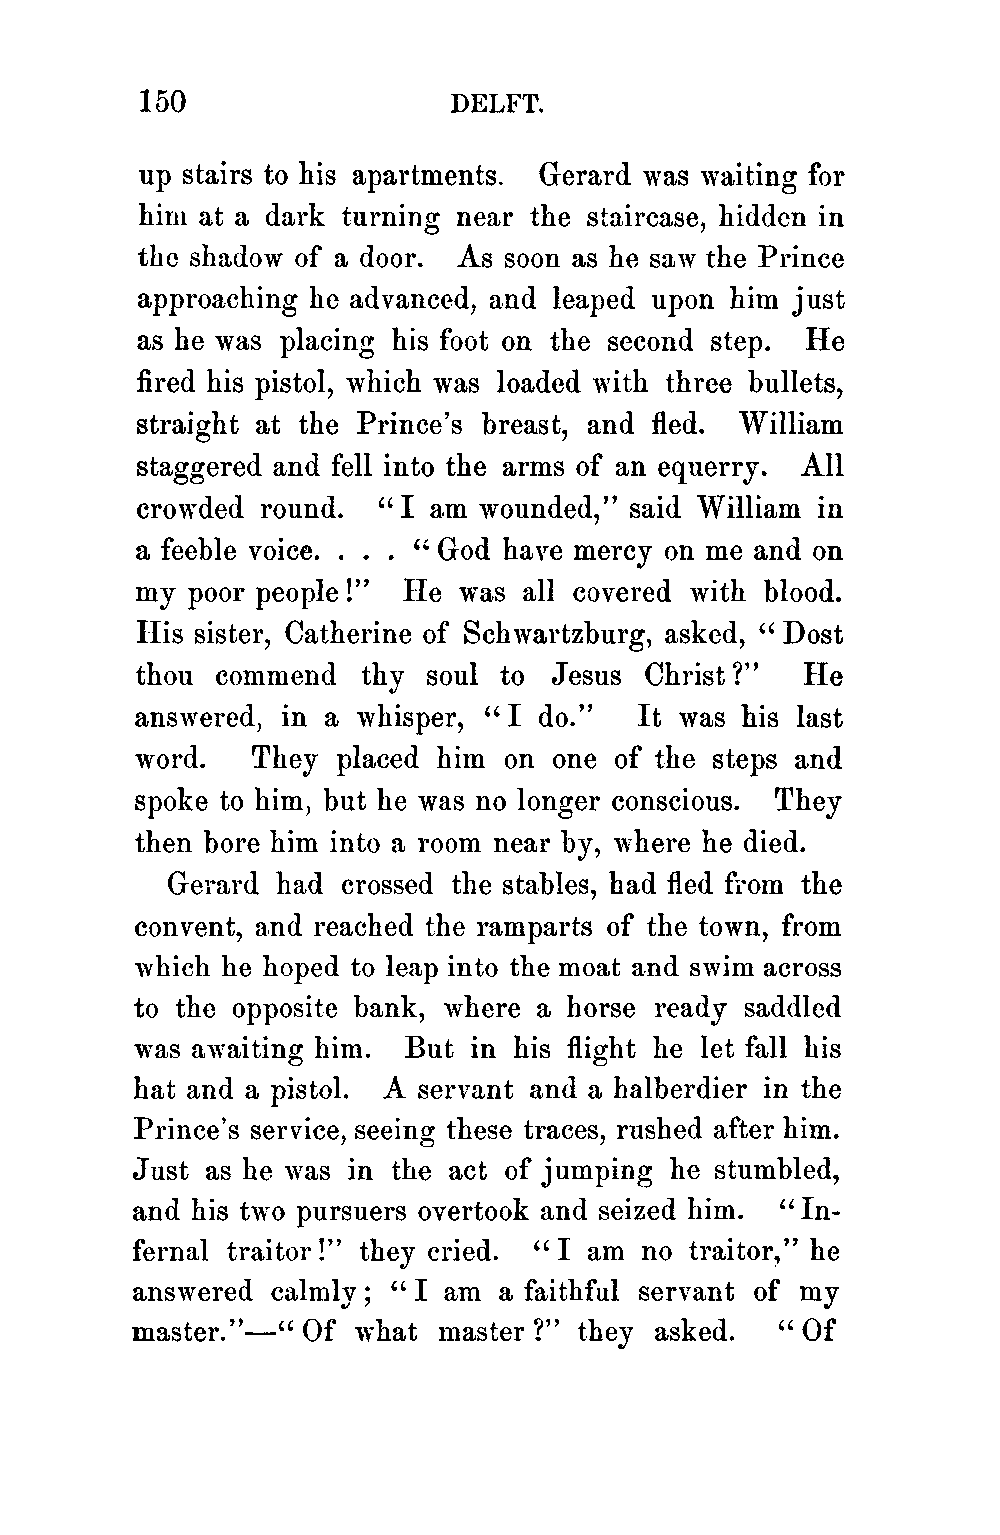 150 DELFT.
up stairs to his apartments. Gerard was waiting for
him at a dark turning near the staircase, hidden in
the shadow of a door. As soon as he saw the Prince
approaching he advanced, and leaped upon him just
as he was placing his foot on the second step. He
fired his pistol, which was loaded with three bullets,
straight at the Prince's breast, and fled. William
staggered and fell into the arms of an equerry. All
crowded round. "I am wounded," said William in
a feeble voice. . . . "God have mercy on me and on
my poor people!" He was all covered with blood.
His sister, Catherine of Schwartzburg, asked, "Dost
thou commend thy soul to Jesus Christ?" He
answered, in a whisper, "I do." It was his last
word. They placed him on one of the steps and
spoke to him, but he was no longer conscious. They
then bore him into a room near by, where he died.
Gerard had crossed the stables, had fled from the
convent, and reached the ramparts of the town, from
which he hoped to leap into the moat and swim across
to the opposite bank, where a horse ready saddled
was awaiting him. But in his flight he let fall his
hat and a pistol. A servant and a halberdier in the
Prince's service, seeing these traces, rushed after him.
Just as he was in the act of jumping he stumbled,
and his two pursuers overtook and seized him. "In-
fernal traitor!" they cried. "I am no traitor," he
answered calmly; "I am a faithful servant of my
master."—"Of what master?" they asked. "Of